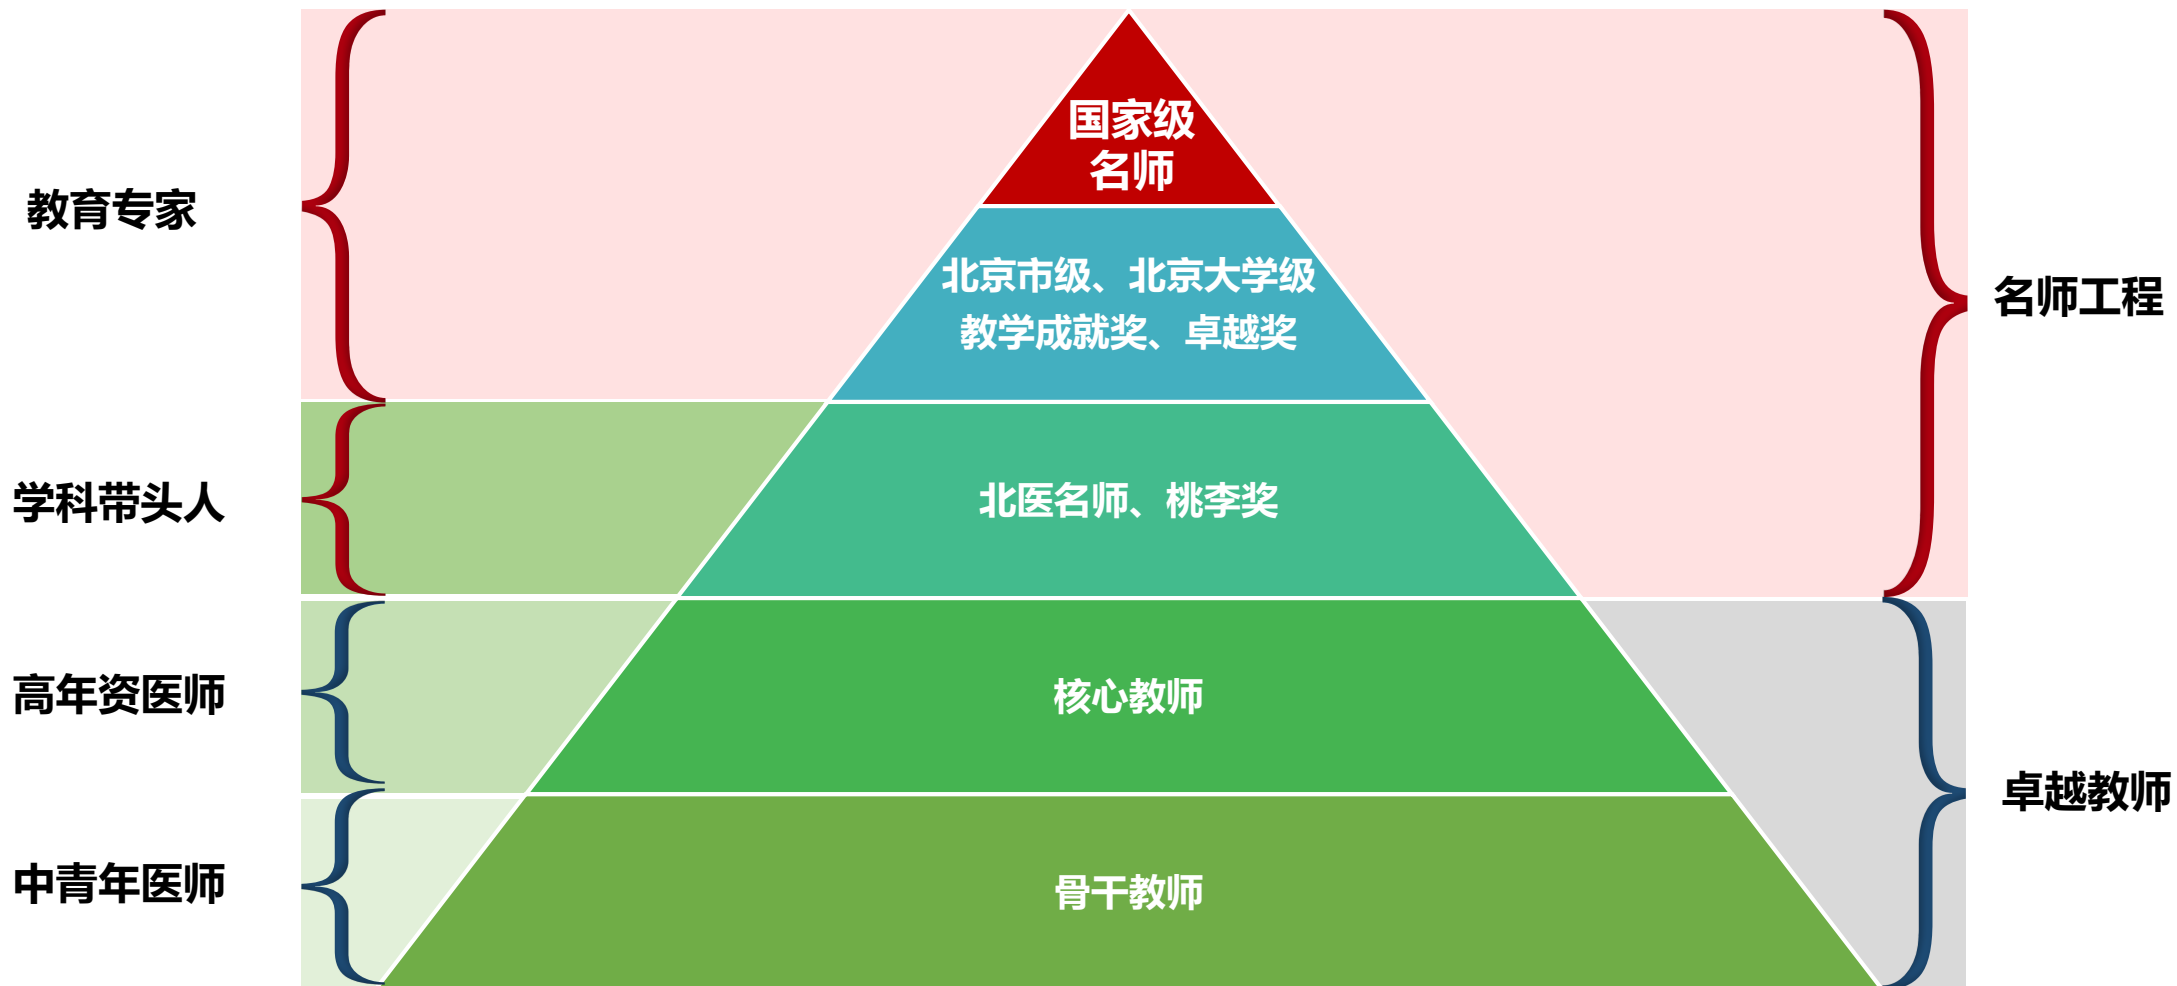 国家级
名师
教育专家
北京市级、北京大学级
教学成就奖、卓越奖
名师工程
学科带头人
北医名师、桃李奖
高年资医师
核心教师
卓越教师
中青年医师
骨干教师